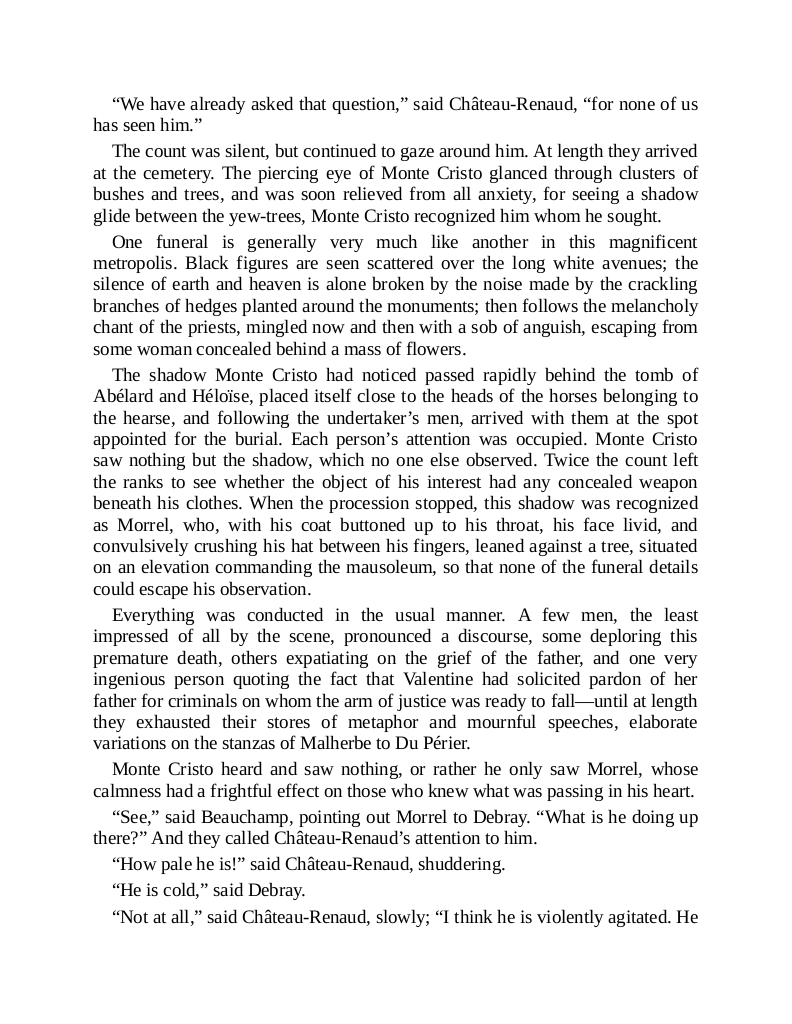 “We have already asked that question,” said Château-Renaud, “for none of us
has seen him.”
The count was silent, but continued to gaze around him. At length they arrived
at the cemetery. The piercing eye of Monte Cristo glanced through clusters of
bushes and trees, and was soon relieved from all anxiety, for seeing a shadow
glide between the yew-trees, Monte Cristo recognized him whom he sought.
One funeral is generally very much like another in this magnificent
metropolis. Black figures are seen scattered over the long white avenues; the
silence of earth and heaven is alone broken by the noise made by the crackling
branches of hedges planted around the monuments; then follows the melancholy
chant of the priests, mingled now and then with a sob of anguish, escaping from
some woman concealed behind a mass of flowers.
The shadow Monte Cristo had noticed passed rapidly behind the tomb of
Abélard and Héloïse, placed itself close to the heads of the horses belonging to
the hearse, and following the undertaker’s men, arrived with them at the spot
appointed for the burial. Each person’s attention was occupied. Monte Cristo
saw nothing but the shadow, which no one else observed. Twice the count left
the ranks to see whether the object of his interest had any concealed weapon
beneath his clothes. When the procession stopped, this shadow was recognized
as Morrel, who, with his coat buttoned up to his throat, his face livid, and
convulsively crushing his hat between his fingers, leaned against a tree, situated
on an elevation commanding the mausoleum, so that none of the funeral details
could escape his observation.
Everything was conducted in the usual manner. A few men, the least
impressed of all by the scene, pronounced a discourse, some deploring this
premature death, others expatiating on the grief of the father, and one very
ingenious person quoting the fact that Valentine had solicited pardon of her
father for criminals on whom the arm of justice was ready to fall—until at length
they exhausted their stores of metaphor and mournful speeches, elaborate
variations on the stanzas of Malherbe to Du Périer.
Monte Cristo heard and saw nothing, or rather he only saw Morrel, whose
calmness had a frightful effect on those who knew what was passing in his heart.
“See,” said Beauchamp, pointing out Morrel to Debray. “What is he doing up
there?” And they called Château-Renaud’s attention to him.
“How pale he is!” said Château-Renaud, shuddering.
“He is cold,” said Debray.
“Not at all,” said Château-Renaud, slowly; “I think he is violently agitated. He